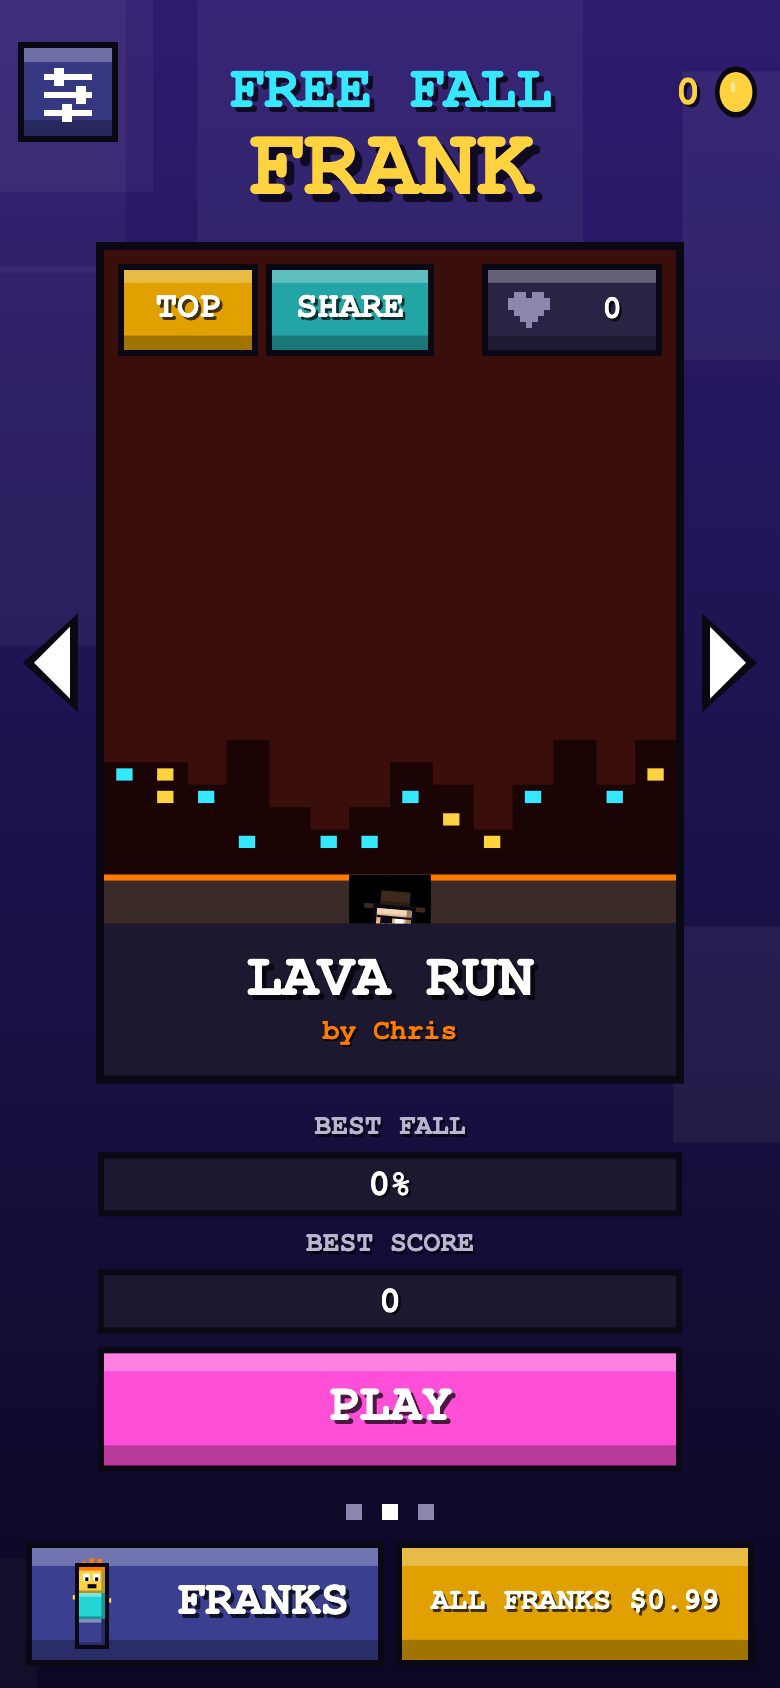 FREE FALL
0
FRANK
TOP
SHARE
0
LAVA RUN
by Chris
BEST FALL
0%
BEST SCORE
0
PLAY
FRANKS
ALL FRANKS $0.99